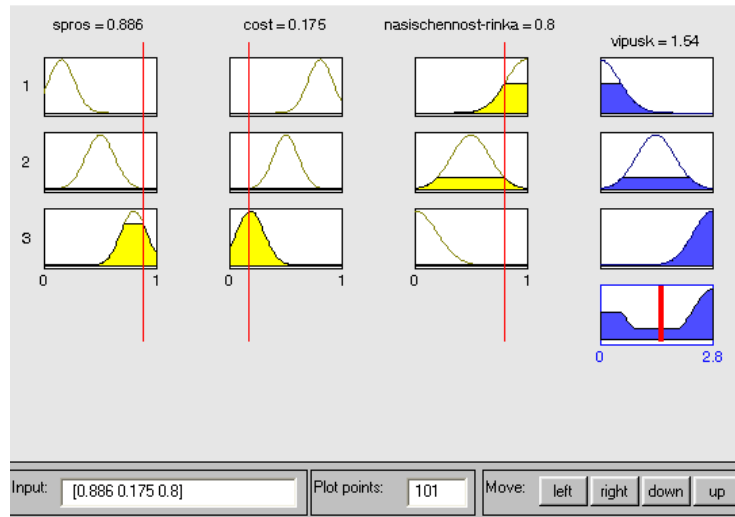 spros = 0.886 cost = 0.175 nasischennost-rinka = 0.8
vipusk = 1.54
1
2
3
0 1 0 1 0 1
0 2.8
Input: [0.886 0.175 0.8] Plot points: 101 Move: left right down up